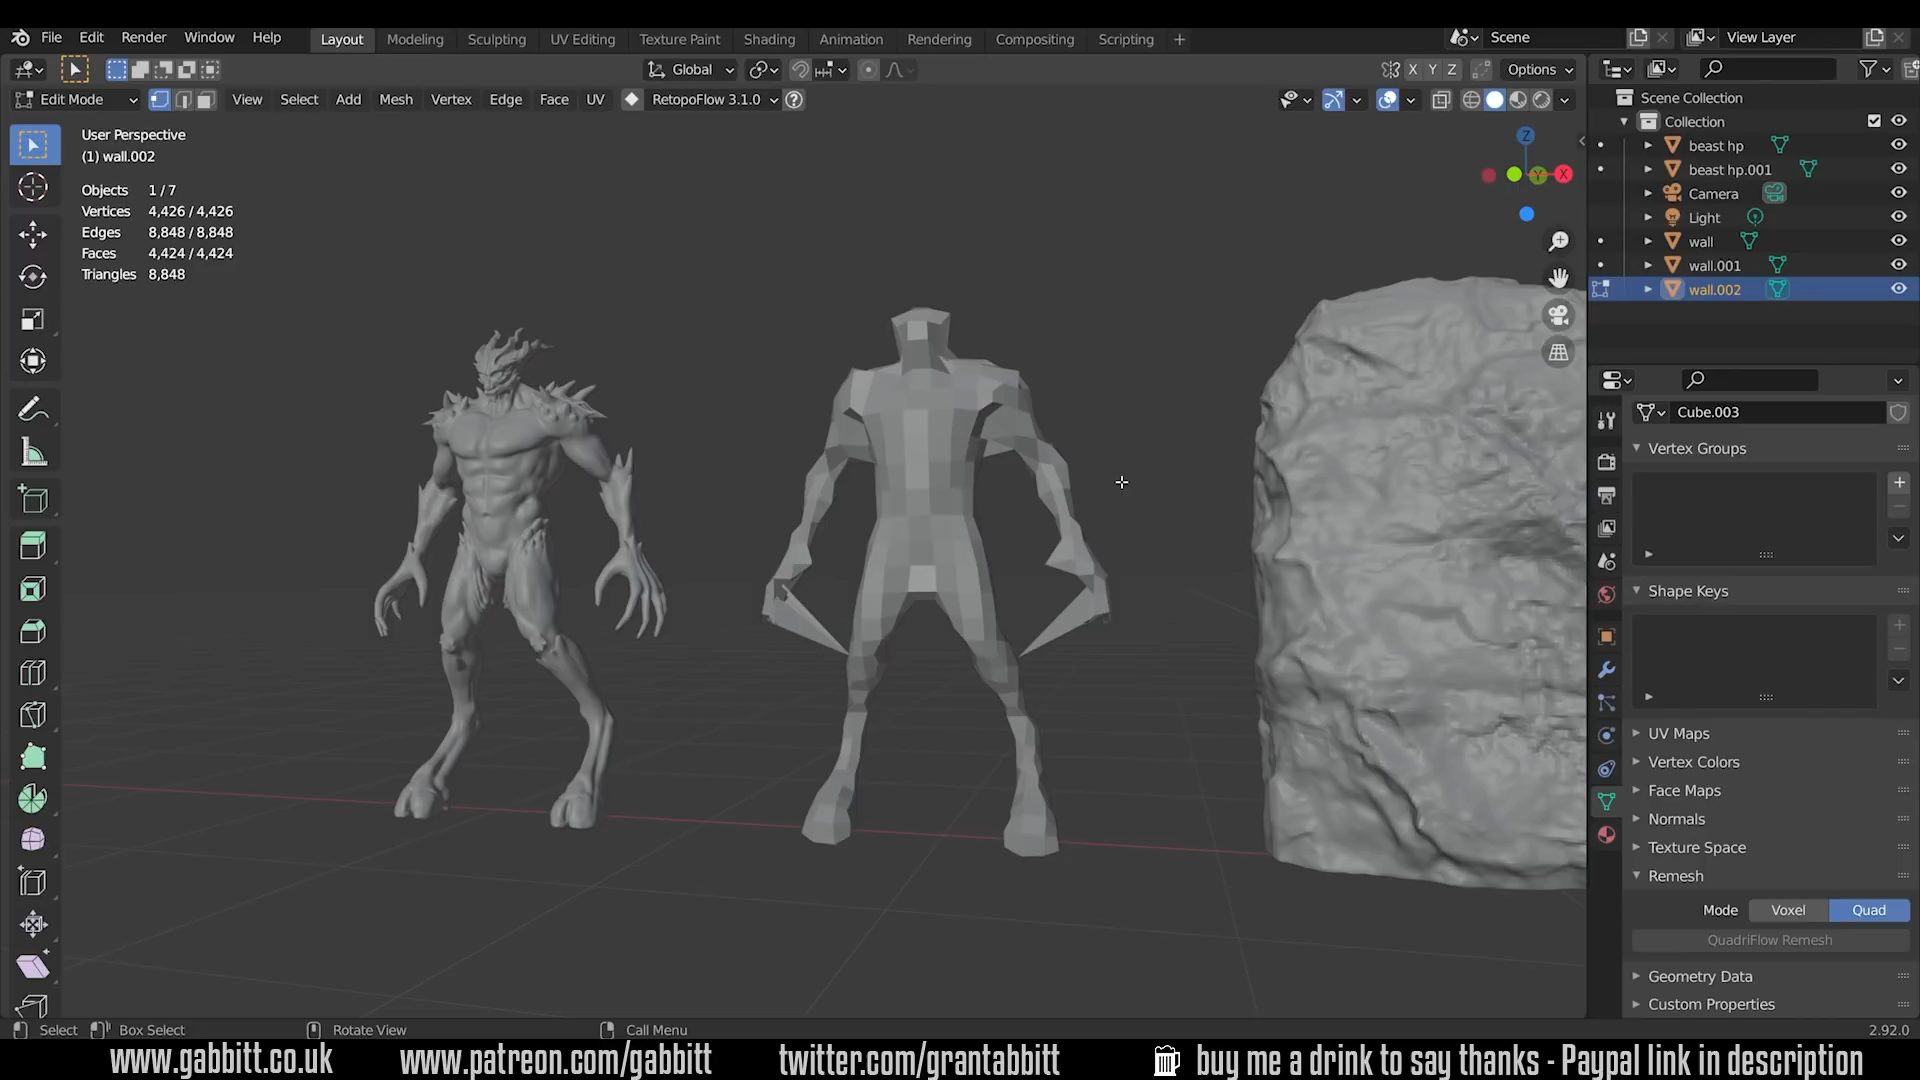 File Edit Render Window Help Layout Modeling Sculpting UV Editing Texture Paint Shading Animation Rendering Compositing Scripting + Scene View Layer
Global X Y Z Options
Edit Mode View Select Add Mesh Vertex Edge Face UV RetopoFlow 3.1.0
User Perspective
(1) wall.002
Objects 1 / 7
Vertices 4,426 / 4,426
Edges 8,848 / 8,848
Faces 4,424 / 4,424
Triangles 8,848
Z
Y
X
Scene Collection
Collection
beast hp
beast hp.001
Camera
Light
wall
wall.001
wall.002
Cube.003
Vertex Groups
Shape Keys
UV Maps
Vertex Colors
Face Maps
Normals
Texture Space
Remesh
Mode Voxel Quad
QuadriFlow Remesh
Geometry Data
Custom Properties
Select Box Select Rotate View Call Menu 2.92.0
www.gabbitt.co.uk www.patreon.com/gabbitt twitter.com/grantabbitt buy me a drink to say thanks - Paypal link in description